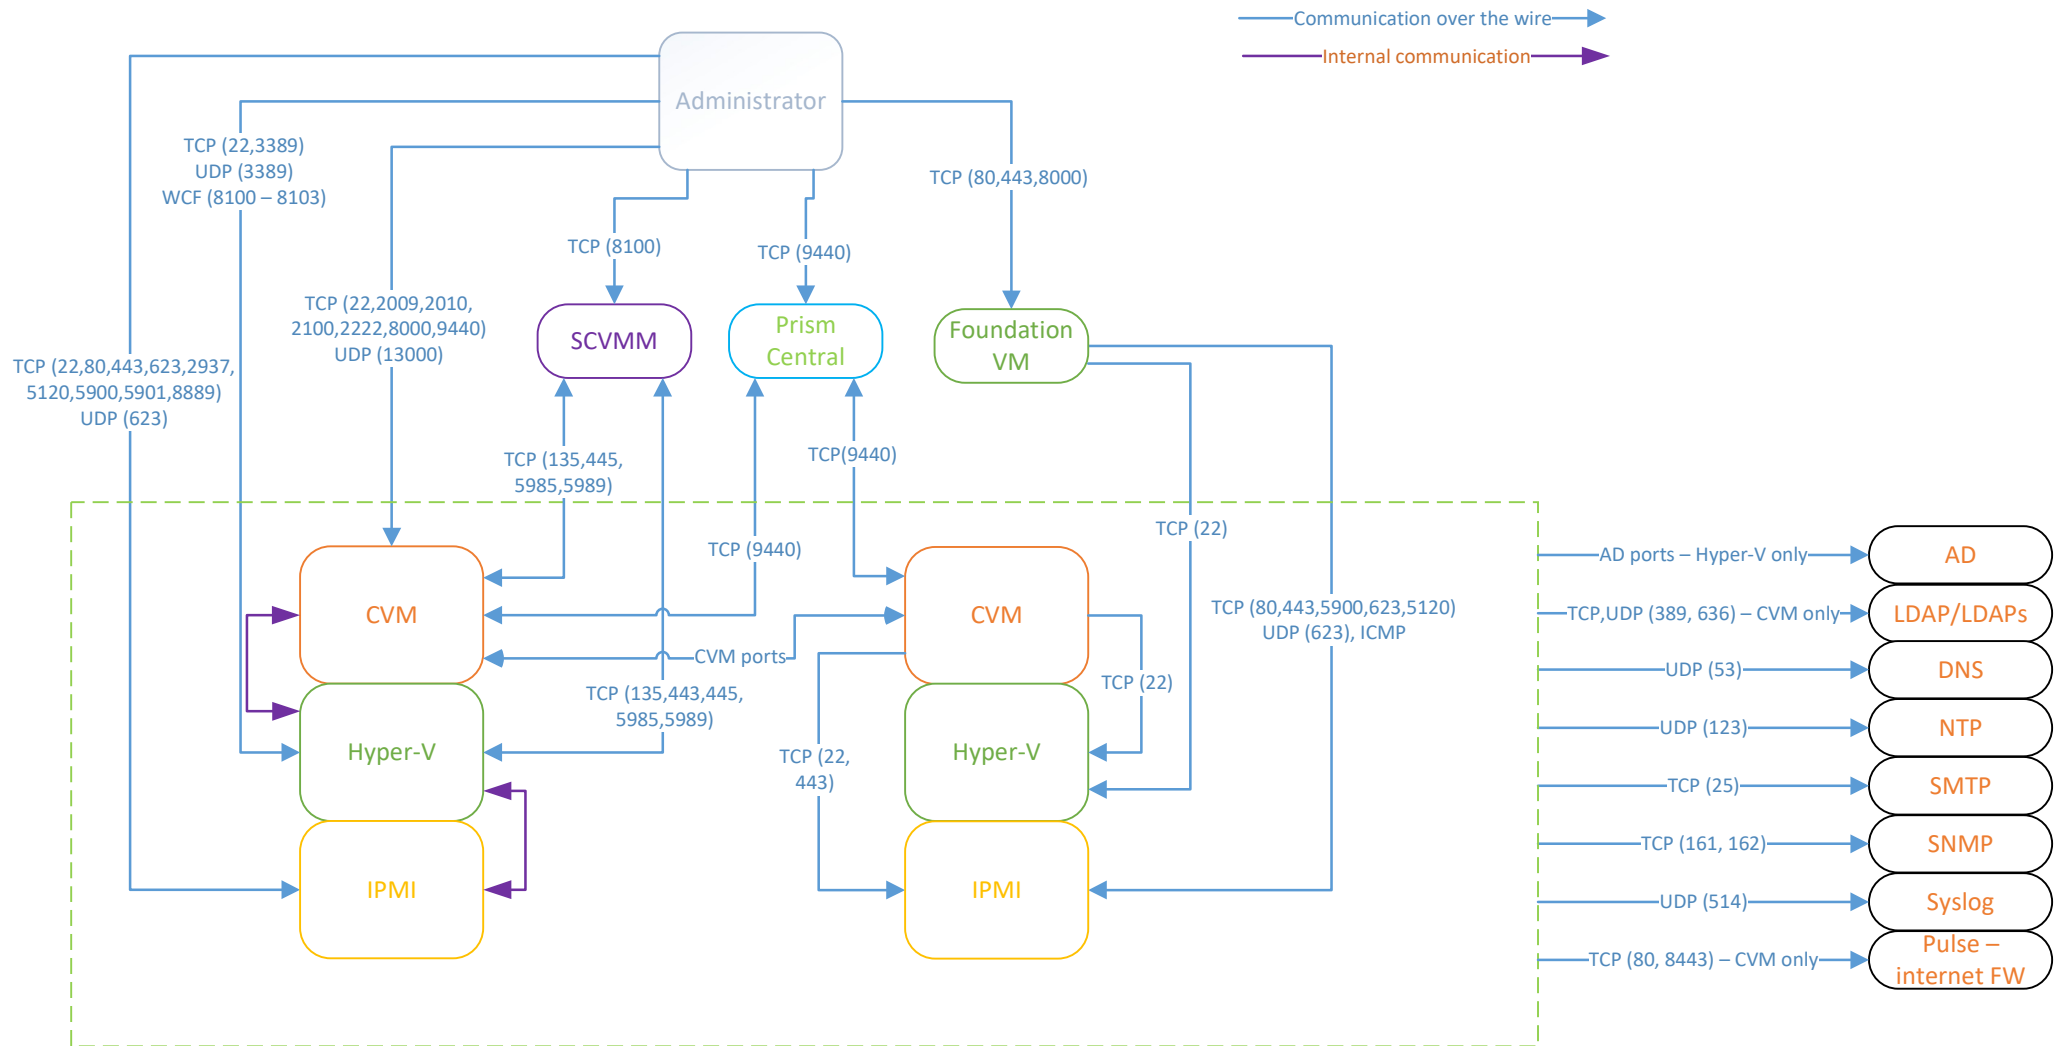 Communication over the wire
Internal communication
Administrator
TCP (22,3389)
UDP (3389)
WCF (8100 – 8103)
TCP (80,443,8000)
TCP (8100)
TCP (9440)
TCP (22,2009,2010,
2100,2222,8000,9440)
UDP (13000)
SCVMM
Prism
Central
Foundation
VM
TCP (22,80,443,623,2937,
5120,5900,5901,8889)
UDP (623)
TCP (135,445,
5985,5989)
TCP(9440)
TCP (22)
TCP (9440)
AD ports – Hyper-V only
AD
CVM
CVM
TCP (80,443,5900,623,5120)
UDP (623), ICMP
TCP,UDP (389, 636) – CVM only
LDAP/LDAPs
CVM ports
UDP (53)
DNS
TCP (135,443,445,
5985,5989)
TCP (22)
UDP (123)
NTP
Hyper-V
TCP (22,
443)
Hyper-V
TCP (25)
SMTP
TCP (161, 162)
SNMP
IPMI
IPMI
UDP (514)
Syslog
TCP (80, 8443) – CVM only
Pulse –
internet FW